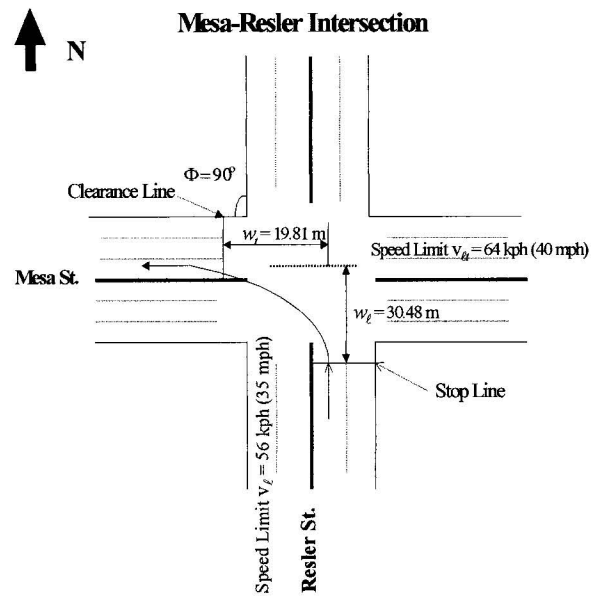 Mesa-Resler Intersection
N
Φ=90°
Clearance Line
w_t = 19.81 m
Speed Limit v_ℓt = 64 kph (40 mph)
Mesa St.
w_ℓ = 30.48 m
Stop Line
Speed Limit v_ℓ = 56 kph (35 mph)
Resler St.